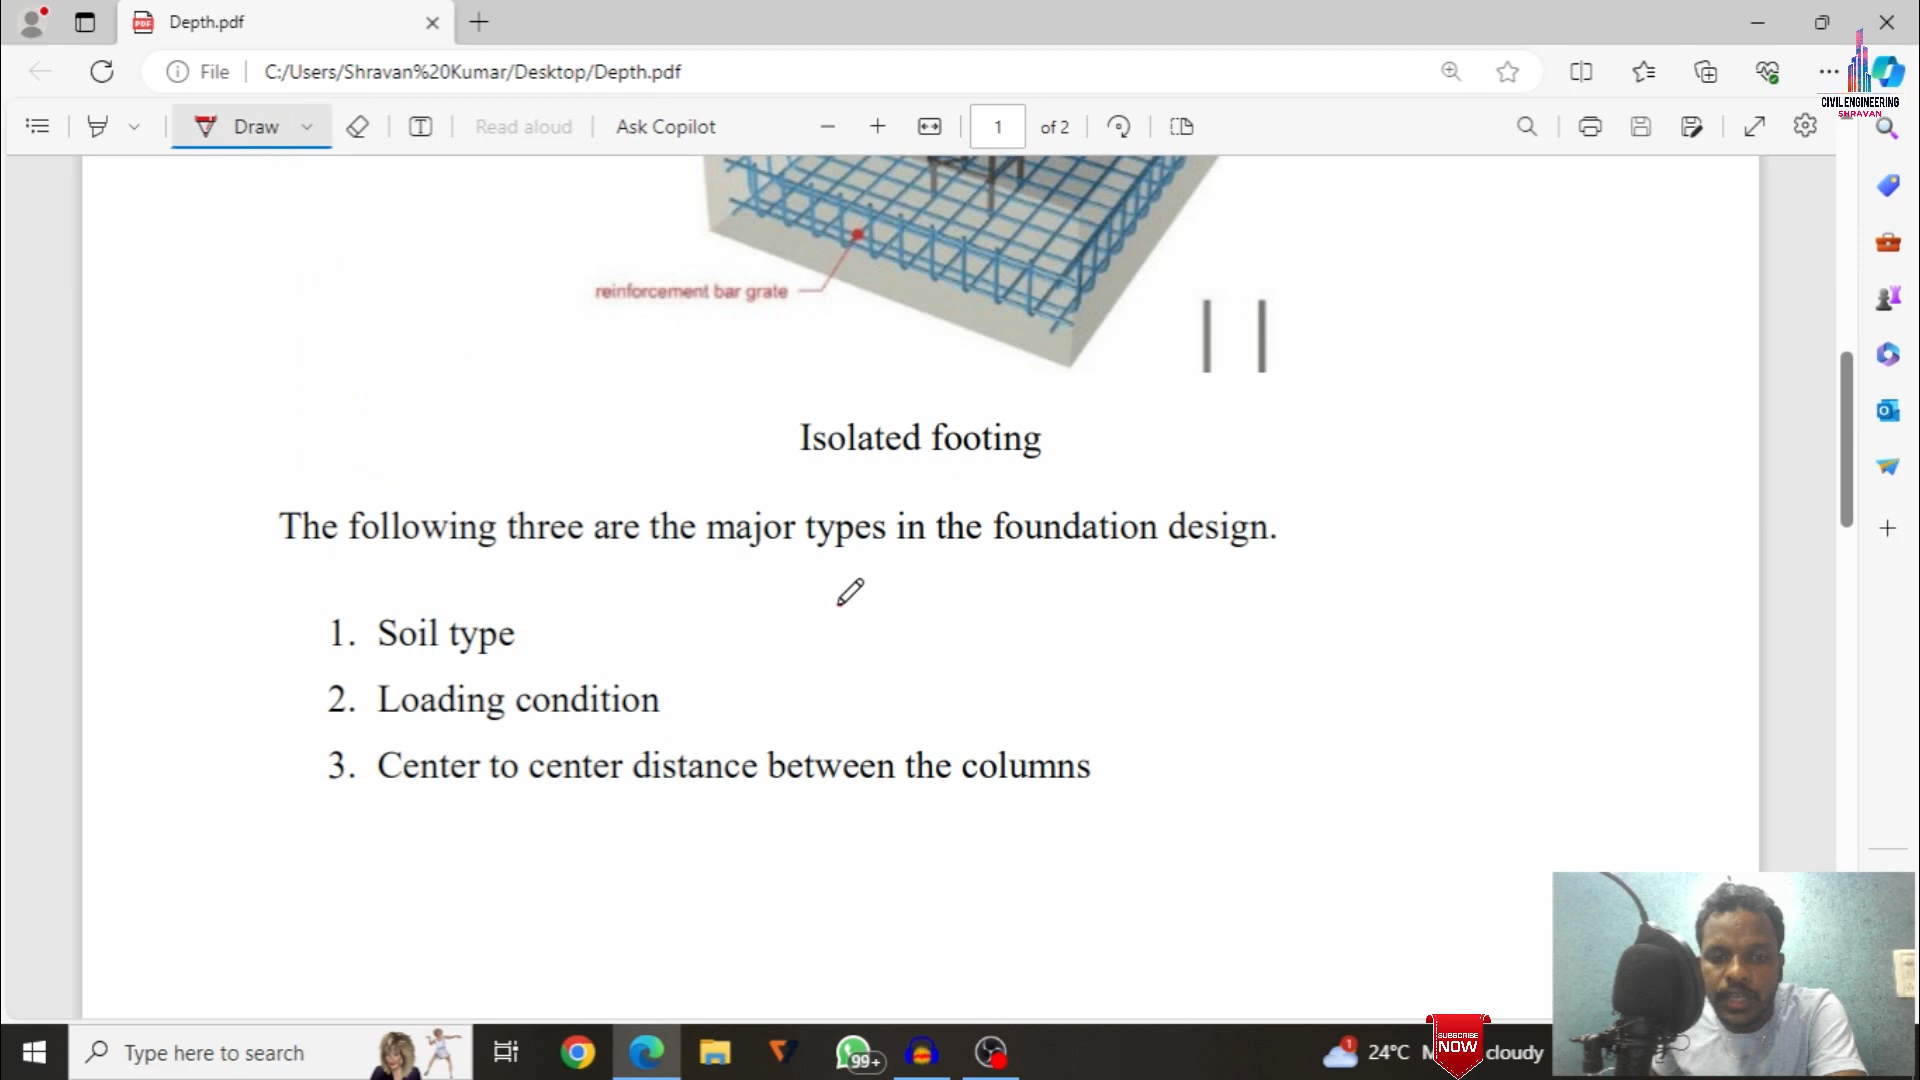 Depth.pdf
File
C:/Users/Shravan%20Kumar/Desktop/Depth.pdf
CIVIL ENGINEERING
SHRAVAN
Draw
Read aloud
Ask Copilot
1
of 2
reinforcement bar grate
Isolated footing
The following three are the major types in the foundation design.
1. Soil type
2. Loading condition
3. Center to center distance between the columns
Type here to search
99+
1
24°C
cloudy
SUBSCRIBE
NOW